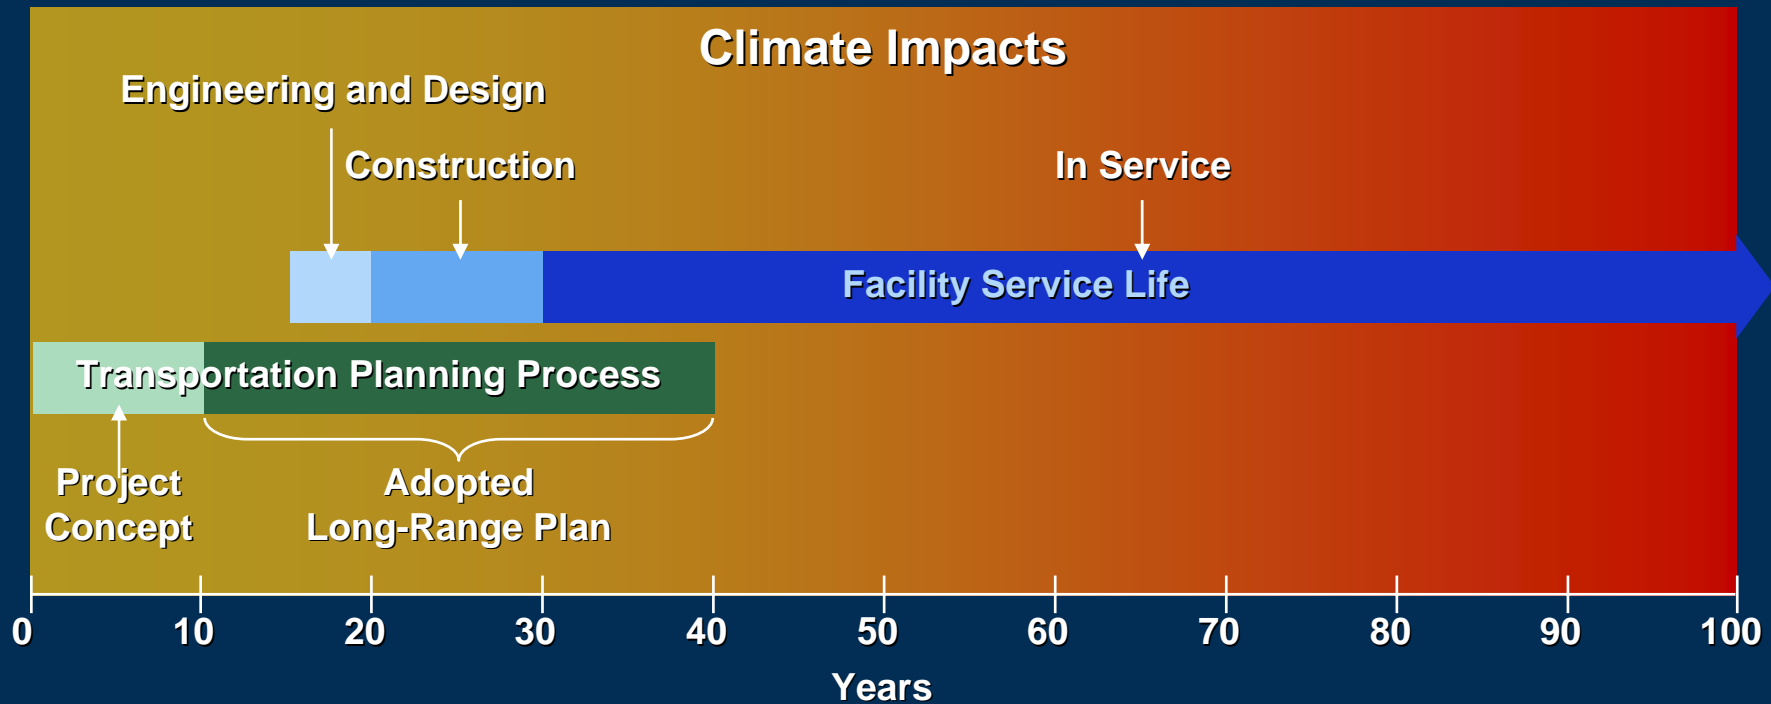 Climate Impacts
Engineering and Design
Construction
In Service
Facility Service Life
Transportation Planning Process
Project
Concept
Adopted
Long-Range Plan
0 10 20 30 40 50 60 70 80 90 100
Years